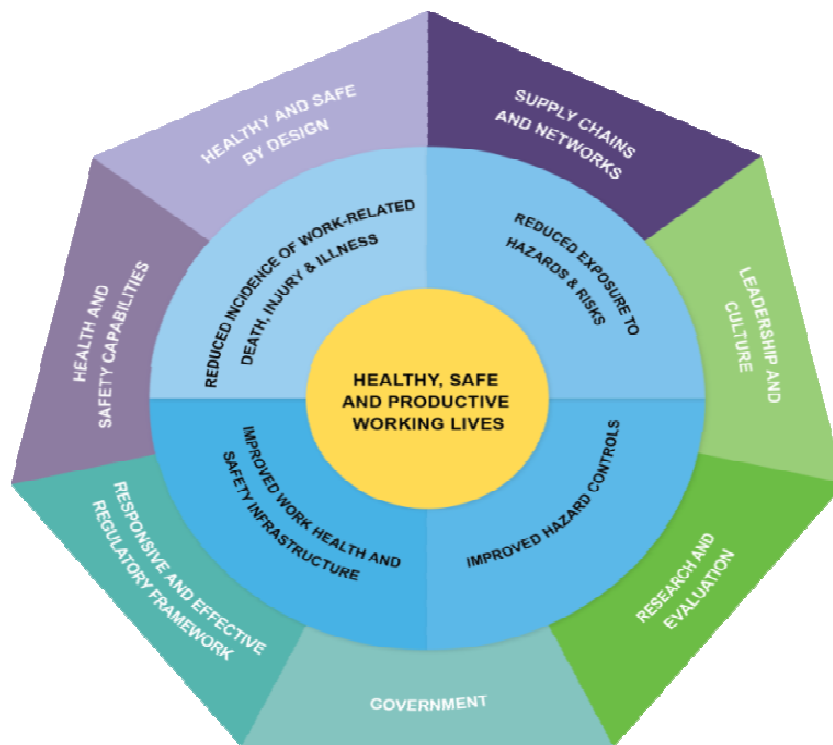 HEALTHY AND SAFE
BY DESIGN
SUPPLY CHAINS
AND NETWORKS
LEADERSHIP AND
CULTURE
RESEARCH AND
EVALUATION
GOVERNMENT
RESPONSIVE AND EFFECTIVE
REGULATORY FRAMEWORK
HEALTH AND
SAFETY CAPABILITIES
REDUCED INCIDENCE OF WORK-RELATED
DEATH, INJURY & ILLNESS
REDUCED EXPOSURE TO
HAZARDS & RISKS
IMPROVED HAZARD CONTROLS
IMPROVED WORK HEALTH AND
SAFETY INFRASTRUCTURE
HEALTHY, SAFE
AND PRODUCTIVE
WORKING LIVES